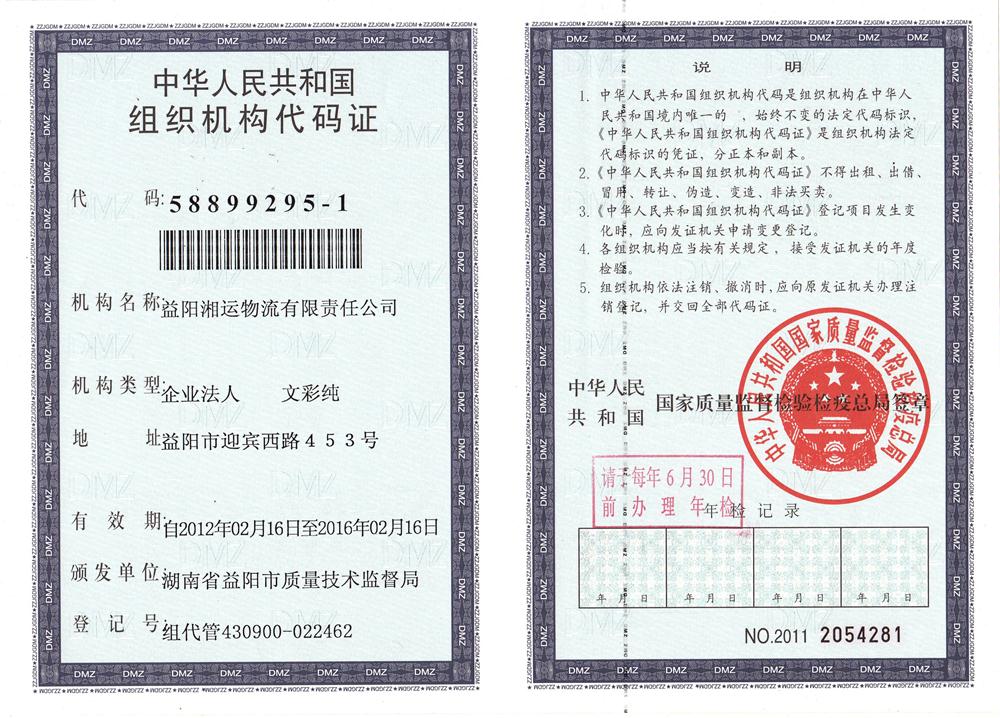 中华人民共和国
组织机构代码证
代 码:58899295-1
机构名称:益阳湘运物流有限责任公司
机构类型:企业法人 文彩纯
地 址:益阳市迎宾西路453号
有 效 期:自2012年02月16日至2016年02月16日
颁发单位:湖南省益阳市质量技术监督局
登 记 号:组代管430900-022462
说 明
1. 中华人民共和国组织机构代码是组织机构在中华人
民共和国境内唯一的 、始终不变的法定代码标识,
《中华人民共和国组织机构代码证》是组织机构法定
代码标识的凭证,分正本和副本。
2.《中华人民共和国组织机构代码证》不得出租、出借、
冒用、转让、伪造、变造、非法买卖。
3.《中华人民共和国组织机构代码证》登记项目发生变
化时,应向发证机关申请变更登记。
4. 各组织机构应当按有关规定,接受发证机关的年度
检验。
5. 组织机构依法注销、撤消时,应向原发证机关办理注
销登记,并交回全部代码证。
中华人民共和国国家质量监督检验检疫总局
中华人民
共和国 国家质量监督检验检疫总局签章
请于每年6月30日
前办理年检
年检记录
年 月 日 年 月 日 年 月 日 年 月 日
NO.2011 2054281